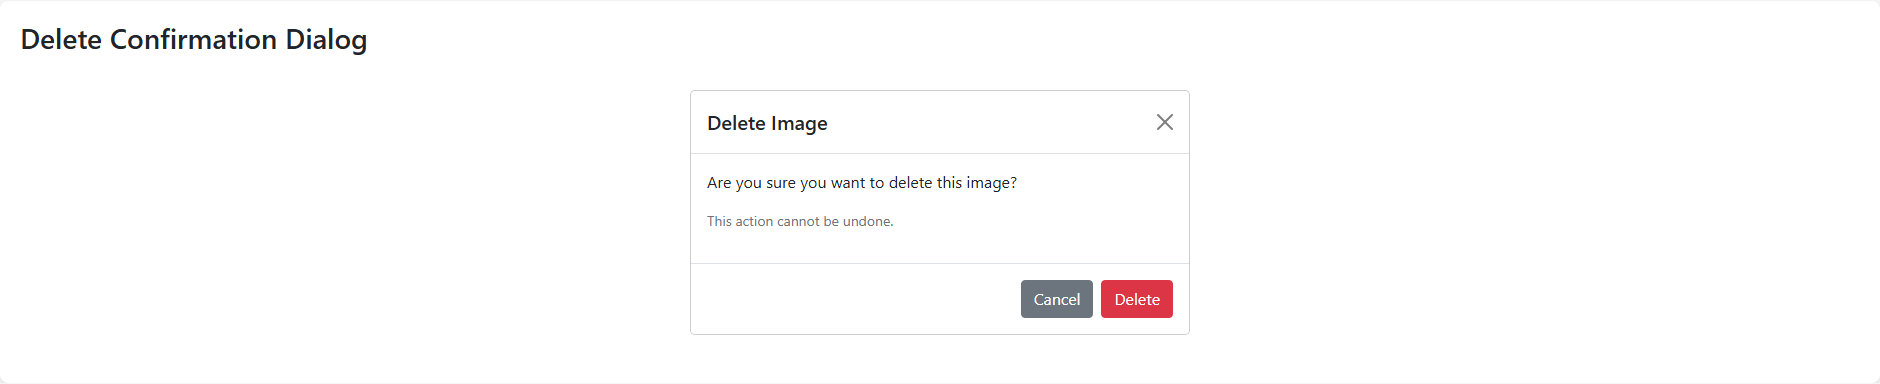 Delete Confirmation Dialog
Delete Image
Are you sure you want to delete this image?
This action cannot be undone.
Cancel Delete